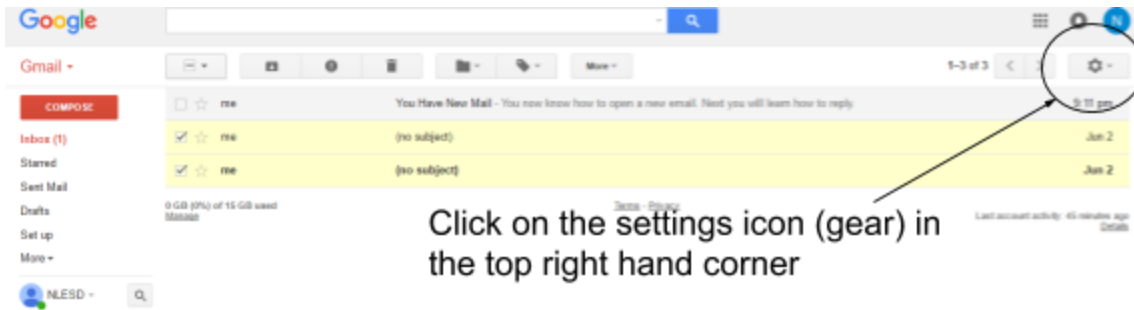 Google
N
Gmail
More
1–3 of 3
COMPOSE
me You Have New Mail - You now know how to open a new email. Next you will learn how to reply. 9:11 pm
Inbox (1)
me (no subject) Jun 2
Starred
me (no subject) Jun 2
Sent Mail
Drafts
0 GB (0%) of 15 GB used
Manage
Terms - Privacy
Last account activity: 45 minutes ago
Details
Set up
More
Click on the settings icon (gear) in
the top right hand corner
NLESD